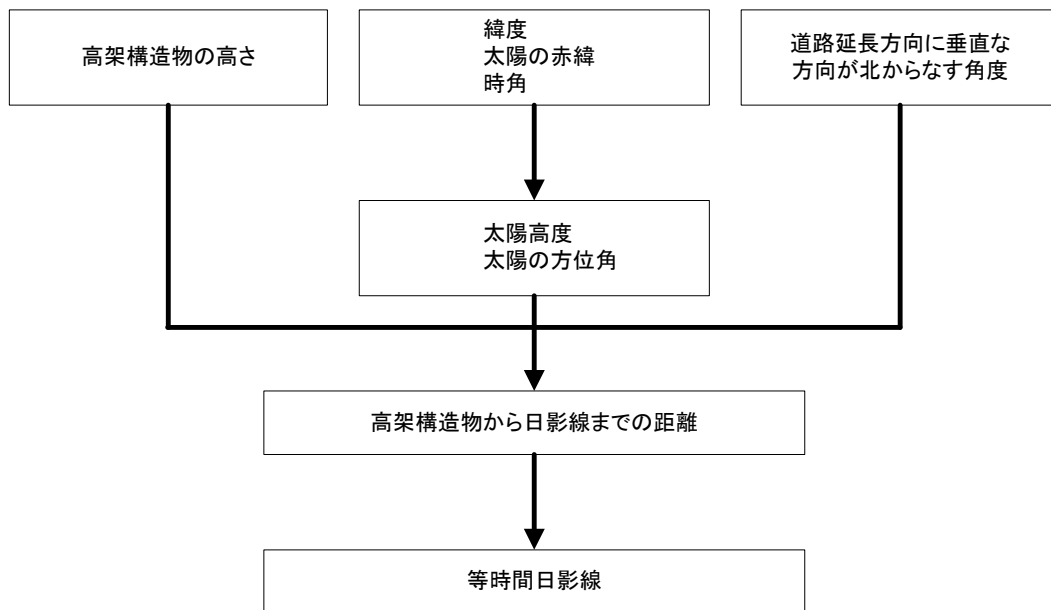 高架構造物の高さ
緯度
太陽の赤緯
時角
道路延長方向に垂直な
方向が北からなす角度
太陽高度
太陽の方位角
高架構造物から日影線までの距離
等時間日影線